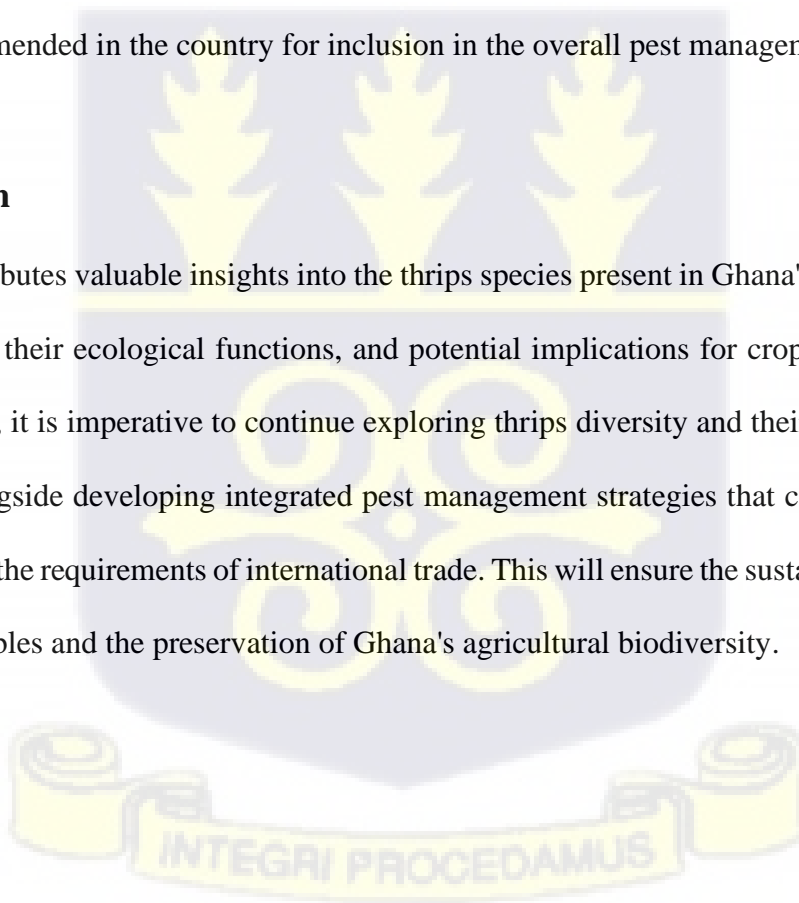 mended in the country for inclusion in the overall pest managem
n
butes valuable insights into the thrips species present in Ghana'
their ecological functions, and potential implications for crop
, it is imperative to continue exploring thrips diversity and thei
gside developing integrated pest management strategies that c
the requirements of international trade. This will ensure the susta
bles and the preservation of Ghana's agricultural biodiversity.
INTEGRI PROCEDAMUS